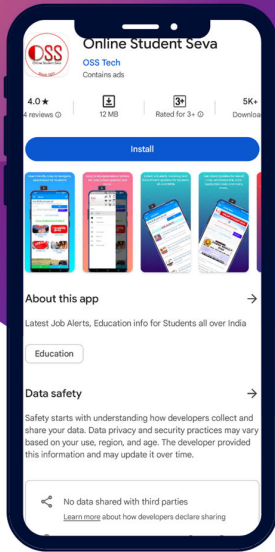 OSS
Online Student Seva
OSS Tech
Contains ads
4.0★
4 reviews
12 MB
3+
Rated for 3+
5K+
Downloa
Install
About this app
Latest Job Alerts, Education info for Students all over India
Education
Data safety
Safety starts with understanding how developers collect and
share your data. Data privacy and security practices may vary
based on your use, region, and age. The developer provided
this information and may update it over time.
No data shared with third parties
Learn more about how developers declare sharing